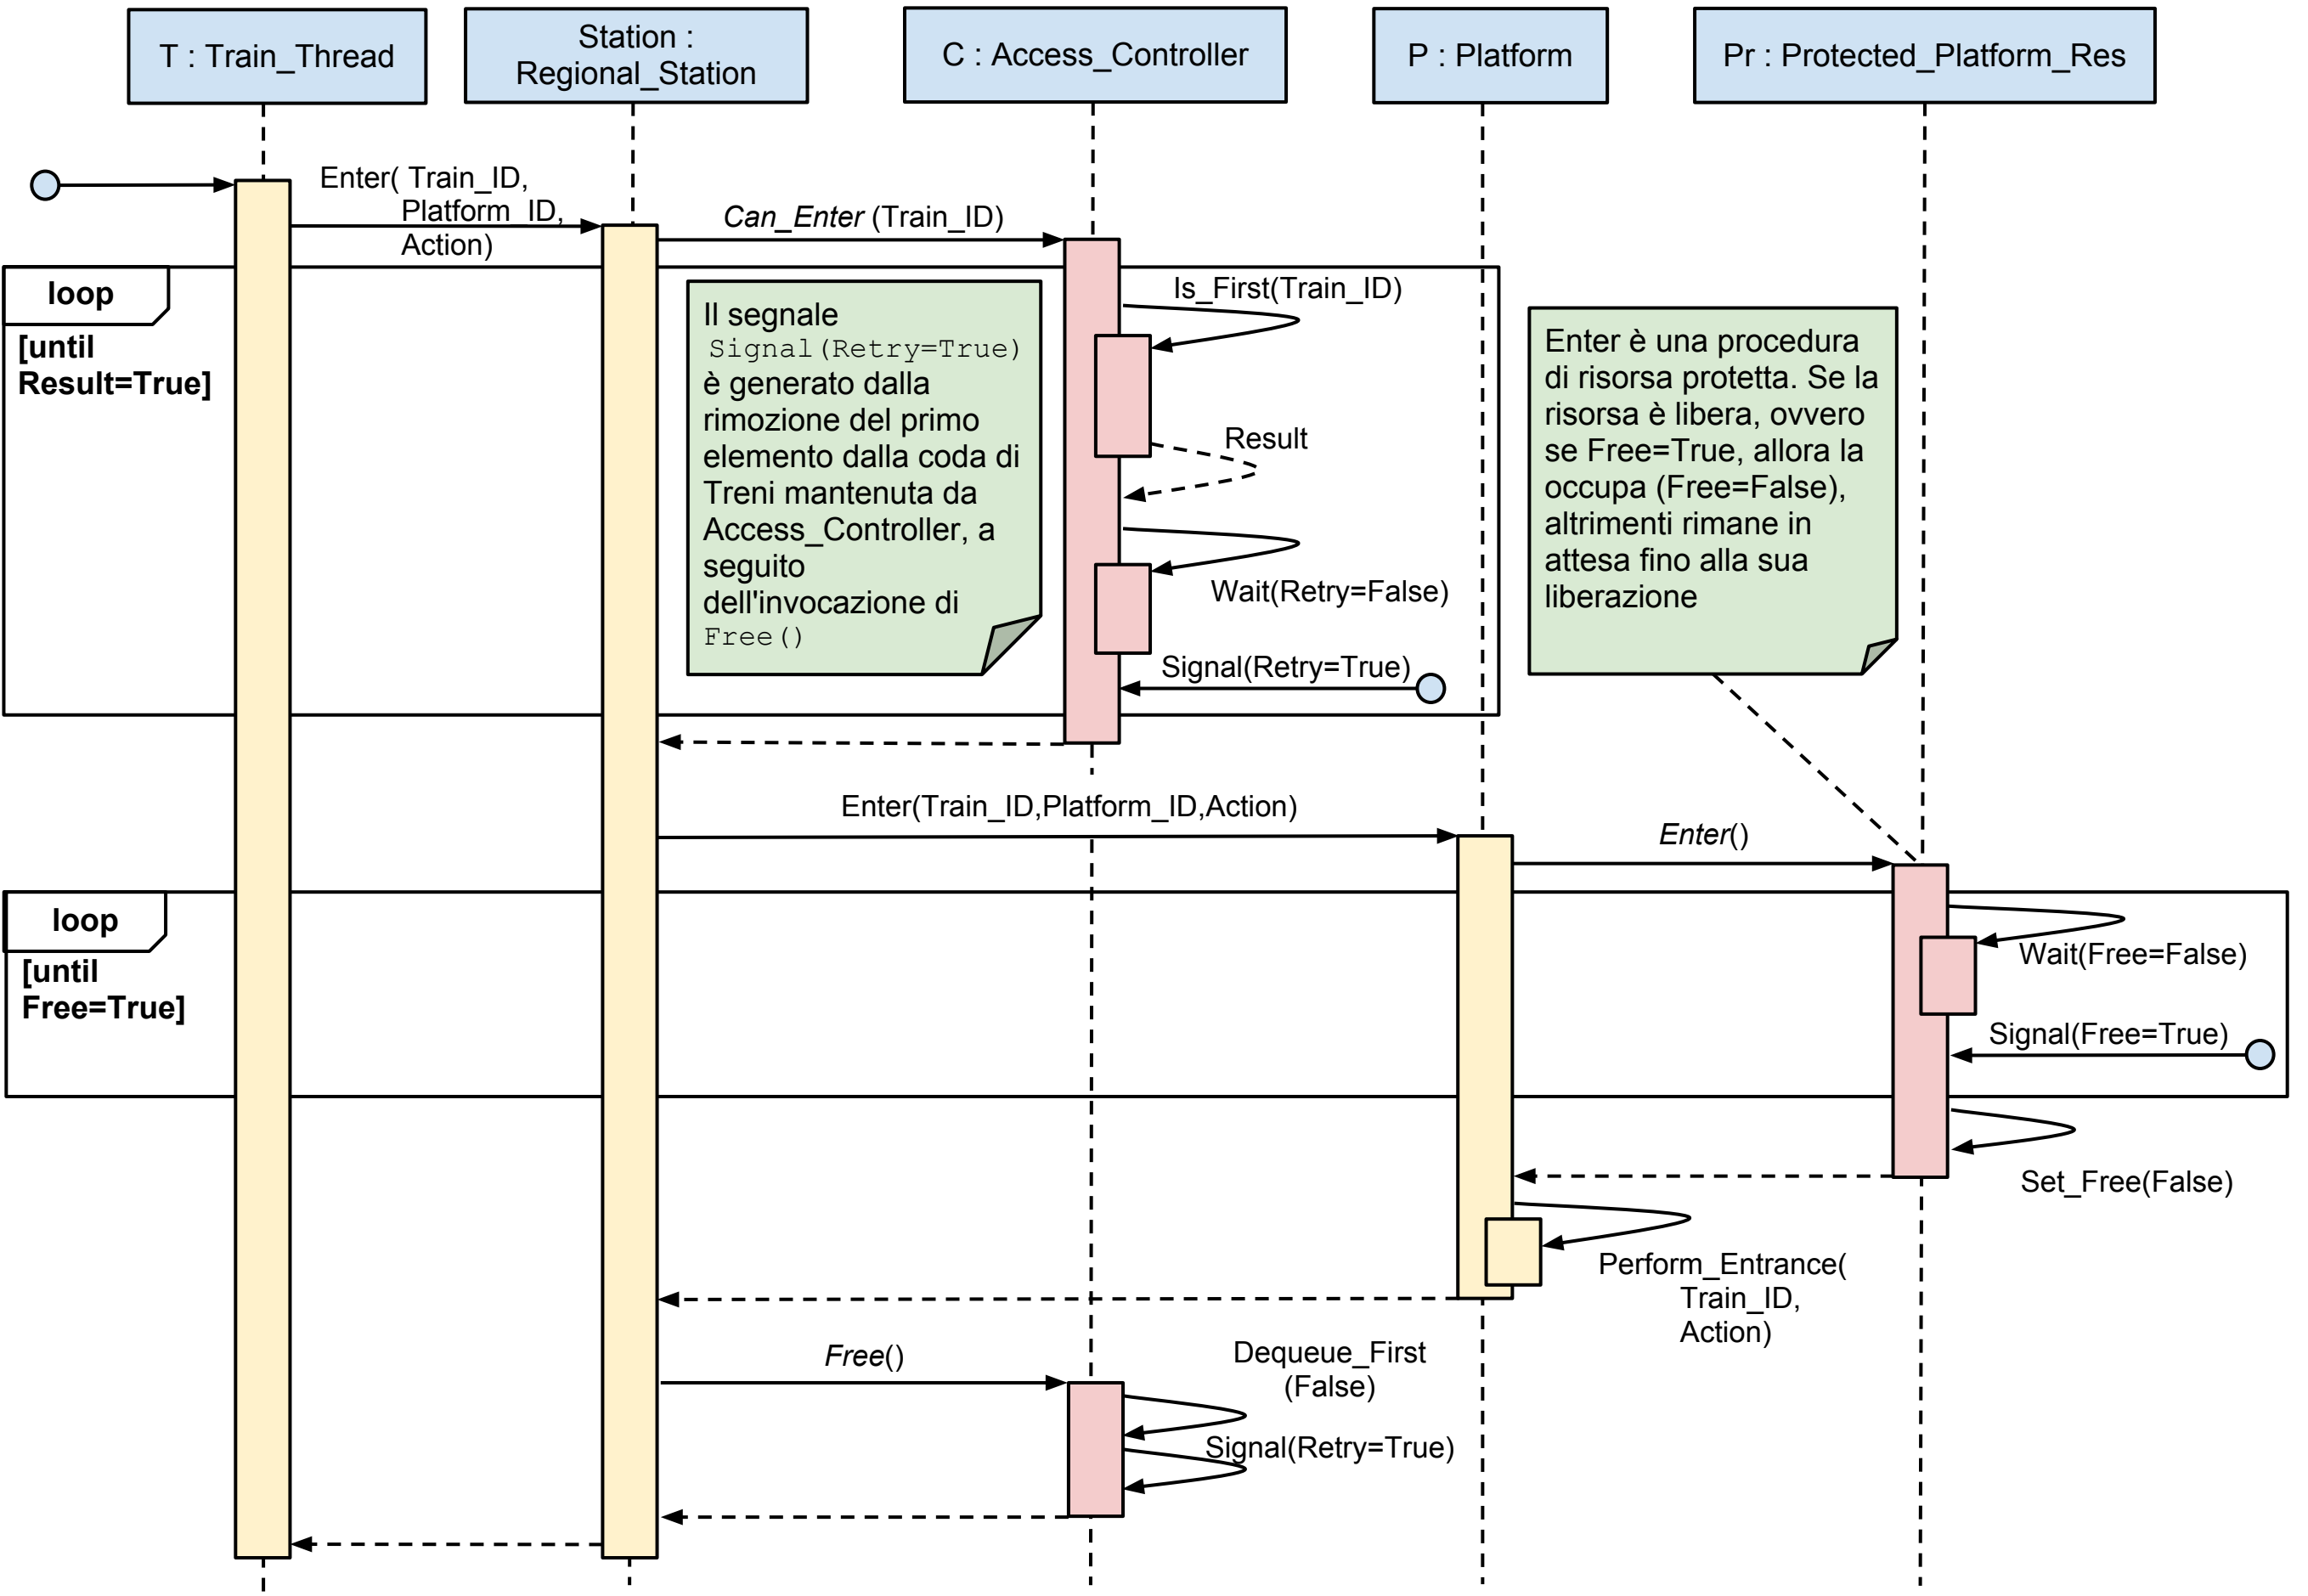 T : Train_Thread
Station :
Regional_Station
C : Access_Controller
P : Platform
Pr : Protected_Platform_Res
Enter( Train_ID,
Platform_ID,
Action)
Can_Enter (Train_ID)
loop
[until
Result=True]
Il segnale
Signal(Retry=True)
è generato dalla
rimozione del primo
elemento dalla coda di
Treni mantenuta da
Access_Controller, a
seguito
dell'invocazione di
Free()
Is_First(Train_ID)
Result
Wait(Retry=False)
Signal(Retry=True)
Enter è una procedura
di risorsa protetta. Se la
risorsa è libera, ovvero
se Free=True, allora la
occupa (Free=False),
altrimenti rimane in
attesa fino alla sua
liberazione
Enter(Train_ID,Platform_ID,Action)
Enter()
loop
[until
Free=True]
Wait(Free=False)
Signal(Free=True)
Set_Free(False)
Perform_Entrance(
Train_ID,
Action)
Free()
Dequeue_First
(False)
Signal(Retry=True)